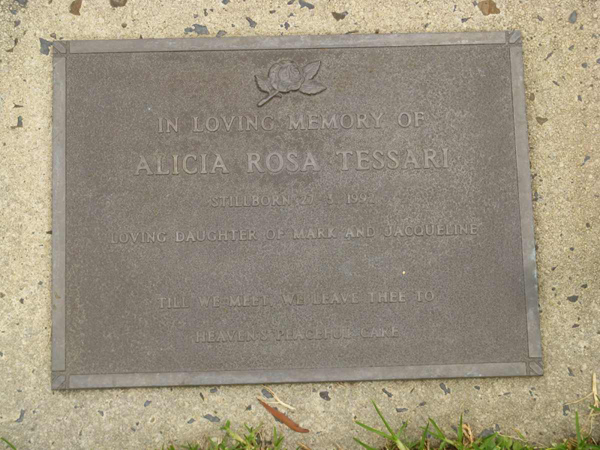 IN LOVING MEMORY OF
ALICIA ROSA TESSARI
STILLBORN 3
LOVING DAUGHTER OF MARK AND JACQUELINE
TILL WE MEET, WE LEAVE THEE TO
HEAVEN'S PEACEFUL CARE